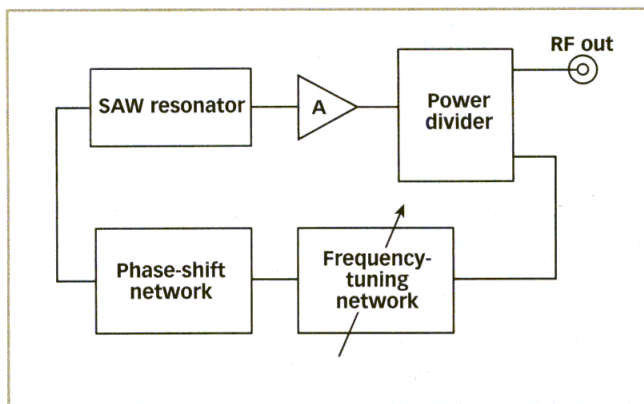 RF out
SAW resonator
A
Power
divider
Phase-shift
network
Frequency-
tuning
network